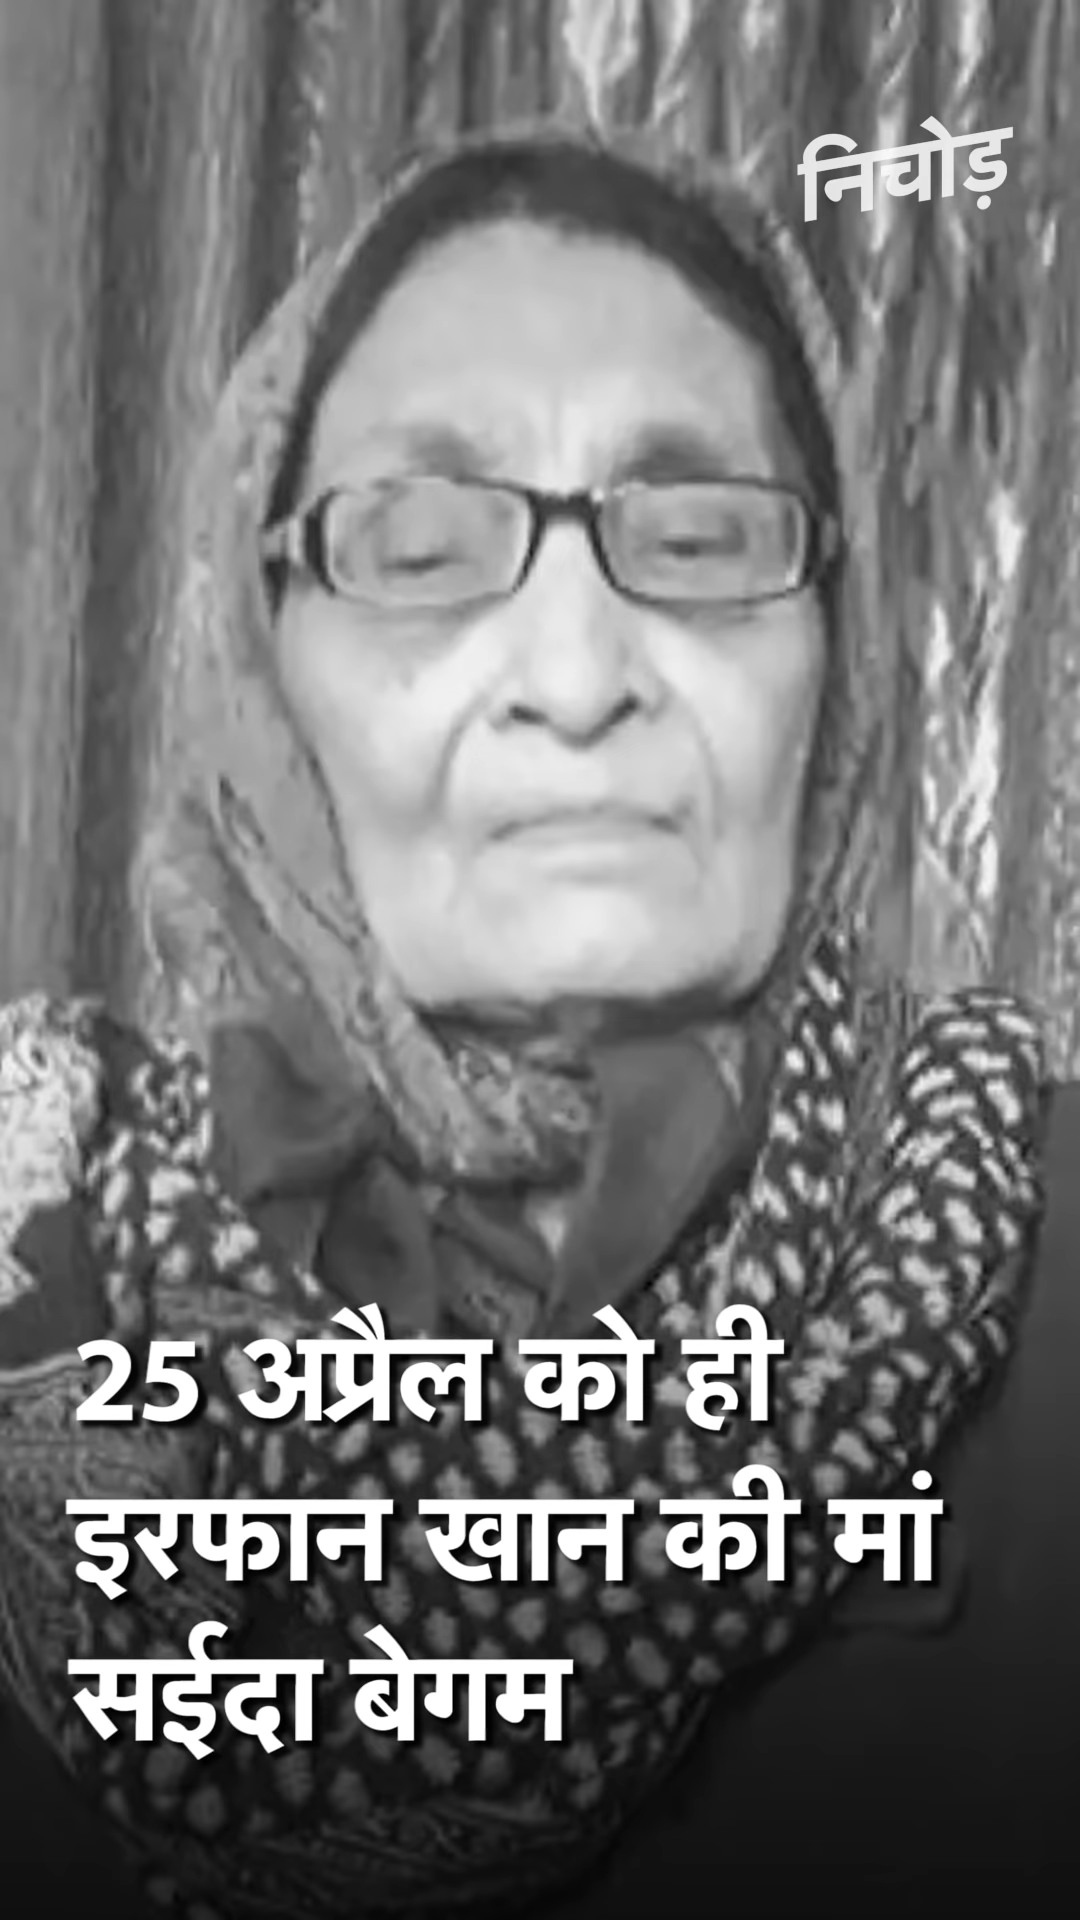 निचोड़
25 अप्रैल को ही
इरफान खान की मां
सईदा बेगम